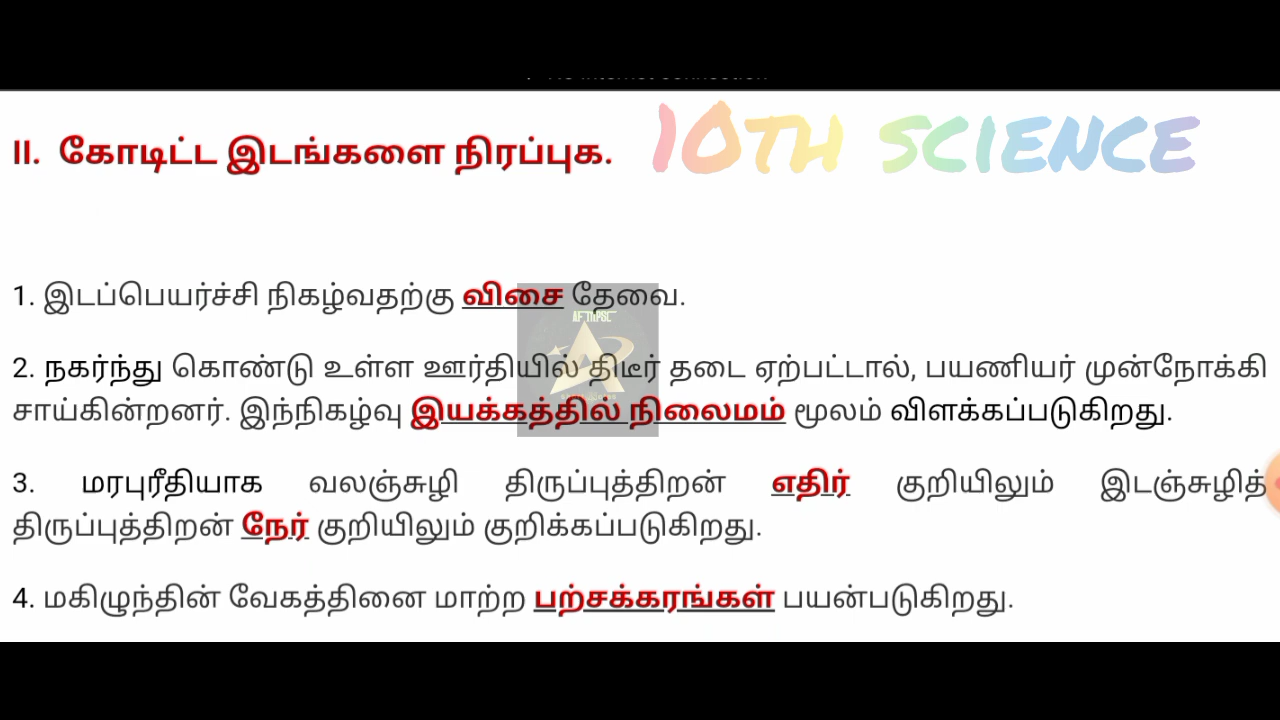 10TH SCIENCE
II. கோடிட்ட இடங்களை நிரப்புக.
1. இடப்பெயர்ச்சி நிகழ்வதற்கு விசை தேவை.
2. நகர்ந்து கொண்டு உள்ள ஊர்தியில் திடீர் தடை ஏற்பட்டால், பயணியர் முன்நோக்கி
சாய்கின்றனர். இந்நிகழ்வு இயக்கத்தில் நிலைமம் மூலம் விளக்கப்படுகிறது.
3. மரபுரீதியாக வலஞ்சுழி திருப்புத்திறன் எதிர் குறியிலும் இடஞ்சுழித்
திருப்புத்திறன் நேர் குறியிலும் குறிக்கப்படுகிறது.
4. மகிழுந்தின் வேகத்தினை மாற்ற பற்சக்கரங்கள் பயன்படுகிறது.